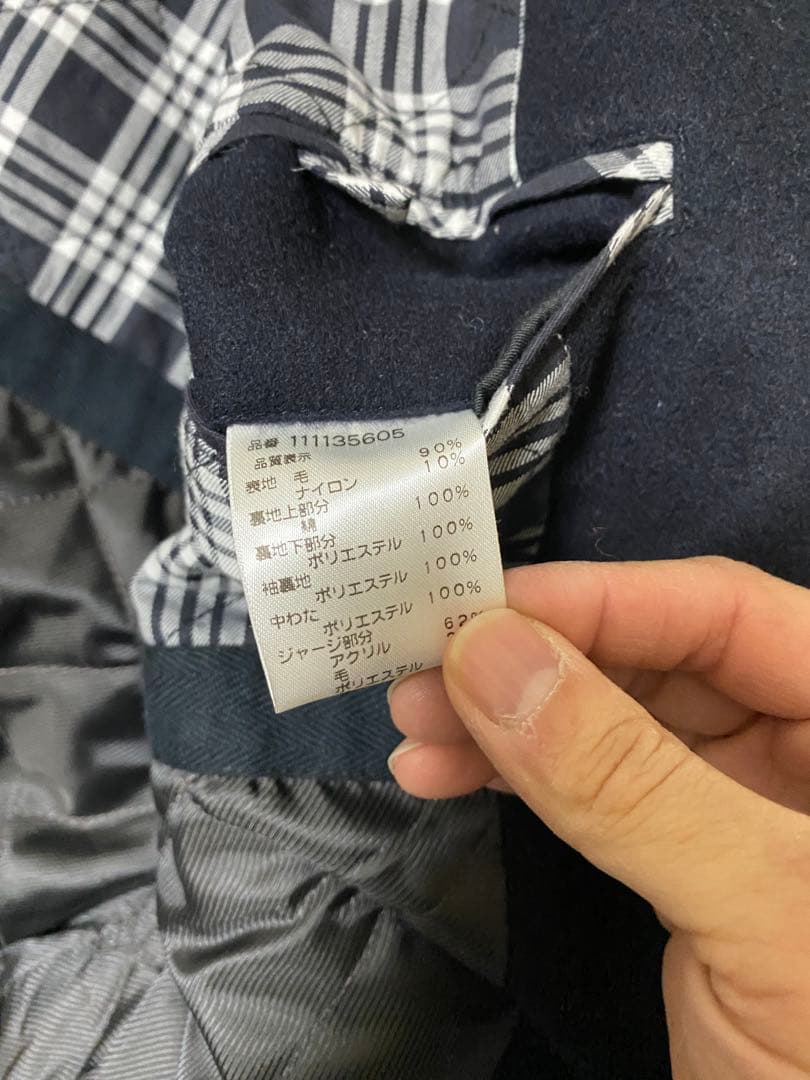 品番 111135605
品質表示
表地 毛 90%
ナイロン 10%
裏地上部分
綿 100%
裏地下部分
ポリエステル 100%
袖裏地
ポリエステル 100%
中わた
ポリエステル 100%
ジャージ部分
アクリル 62%
毛
ポリエステル